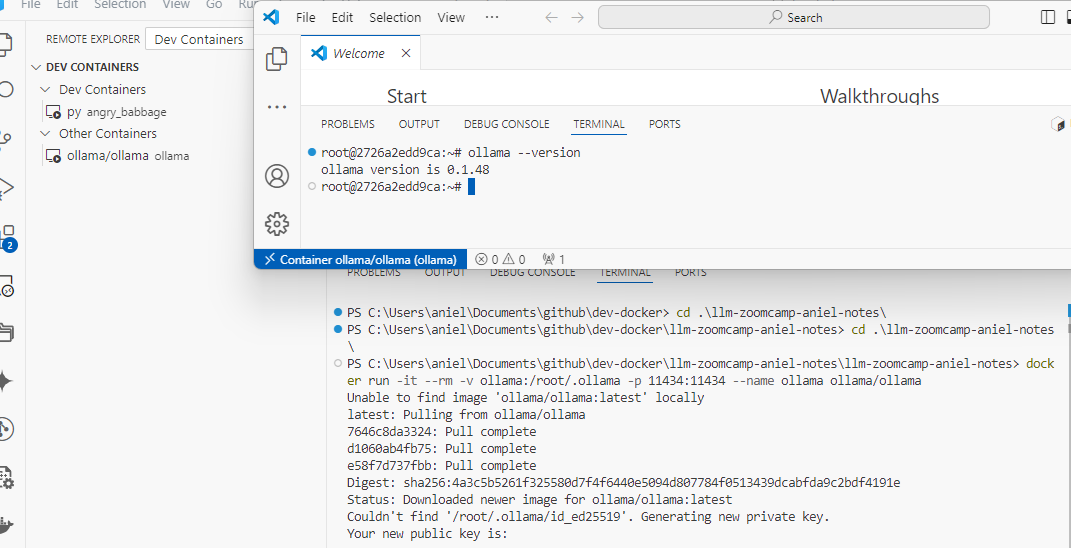 File Edit Selection View Go
REMOTE EXPLORER Dev Containers
DEV CONTAINERS
Dev Containers
py angry_babbage
Other Containers
ollama/ollama ollama
2
File Edit Selection View ··· Search
Welcome
Start Walkthroughs
PROBLEMS OUTPUT DEBUG CONSOLE TERMINAL PORTS
root@2726a2edd9ca:~# ollama --version
ollama version is 0.1.48
root@2726a2edd9ca:~#
Container ollama/ollama (ollama) 0 0 1
PROBLEMS OUTPUT DEBUG CONSOLE TERMINAL PORTS
PS C:\Users\aniel\Documents\github\dev-docker> cd .\llm-zoomcamp-aniel-notes\
PS C:\Users\aniel\Documents\github\dev-docker\llm-zoomcamp-aniel-notes> cd .\llm-zoomcamp-aniel-notes
\
PS C:\Users\aniel\Documents\github\dev-docker\llm-zoomcamp-aniel-notes\llm-zoomcamp-aniel-notes> dock
er run -it --rm -v ollama:/root/.ollama -p 11434:11434 --name ollama ollama/ollama
Unable to find image 'ollama/ollama:latest' locally
latest: Pulling from ollama/ollama
7646c8da3324: Pull complete
d1060ab4fb75: Pull complete
e58f7d737fbb: Pull complete
Digest: sha256:4a3c5b5261f325580d7f4f6440e5094d807784f0513439dcabfda9c2bdf4191e
Status: Downloaded newer image for ollama/ollama:latest
Couldn't find '/root/.ollama/id_ed25519'. Generating new private key.
Your new public key is: